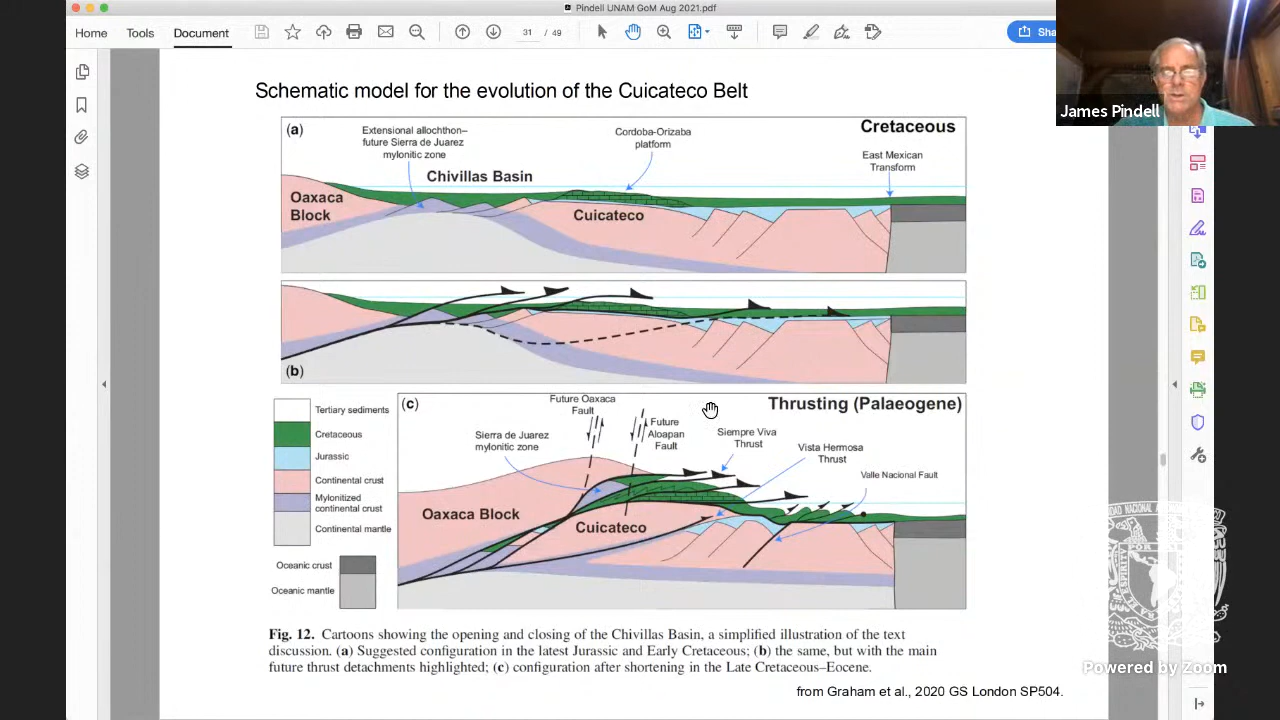 Pindell UNAM GoM Aug 2021.pdf
Home
Tools
Document
31 / 49
Sha
James Pindell
Schematic model for the evolution of the Cuicateco Belt
(a)
Extensional allochthon–
future Sierra de Juarez
mylonitic zone
Cordoba-Orizaba
platform
Cretaceous
East Mexican
Transform
Chivillas Basin
Oaxaca
Block
Cuicateco
(b)
(c)
Future Oaxaca
Fault
Thrusting (Palaeogene)
Future
Aloapan
Fault
Sierra de Juarez
mylonitic zone
Siempre Viva
Thrust
Vista Hermosa
Thrust
Valle Nacional Fault
Oaxaca Block
Cuicateco
Tertiary sediments
Cretaceous
Jurassic
Continental crust
Mylonitized
continental crust
Continental mantle
Oceanic crust
Oceanic mantle
Fig. 12. Cartoons showing the opening and closing of the Chivillas Basin, a simplified illustration of the text
discussion. (a) Suggested configuration in the latest Jurassic and Early Cretaceous; (b) the same, but with the main
future thrust detachments highlighted; (c) configuration after shortening in the Late Cretaceous–Eocene.
from Graham et al., 2020 GS London SP504.
Powered by Zoom